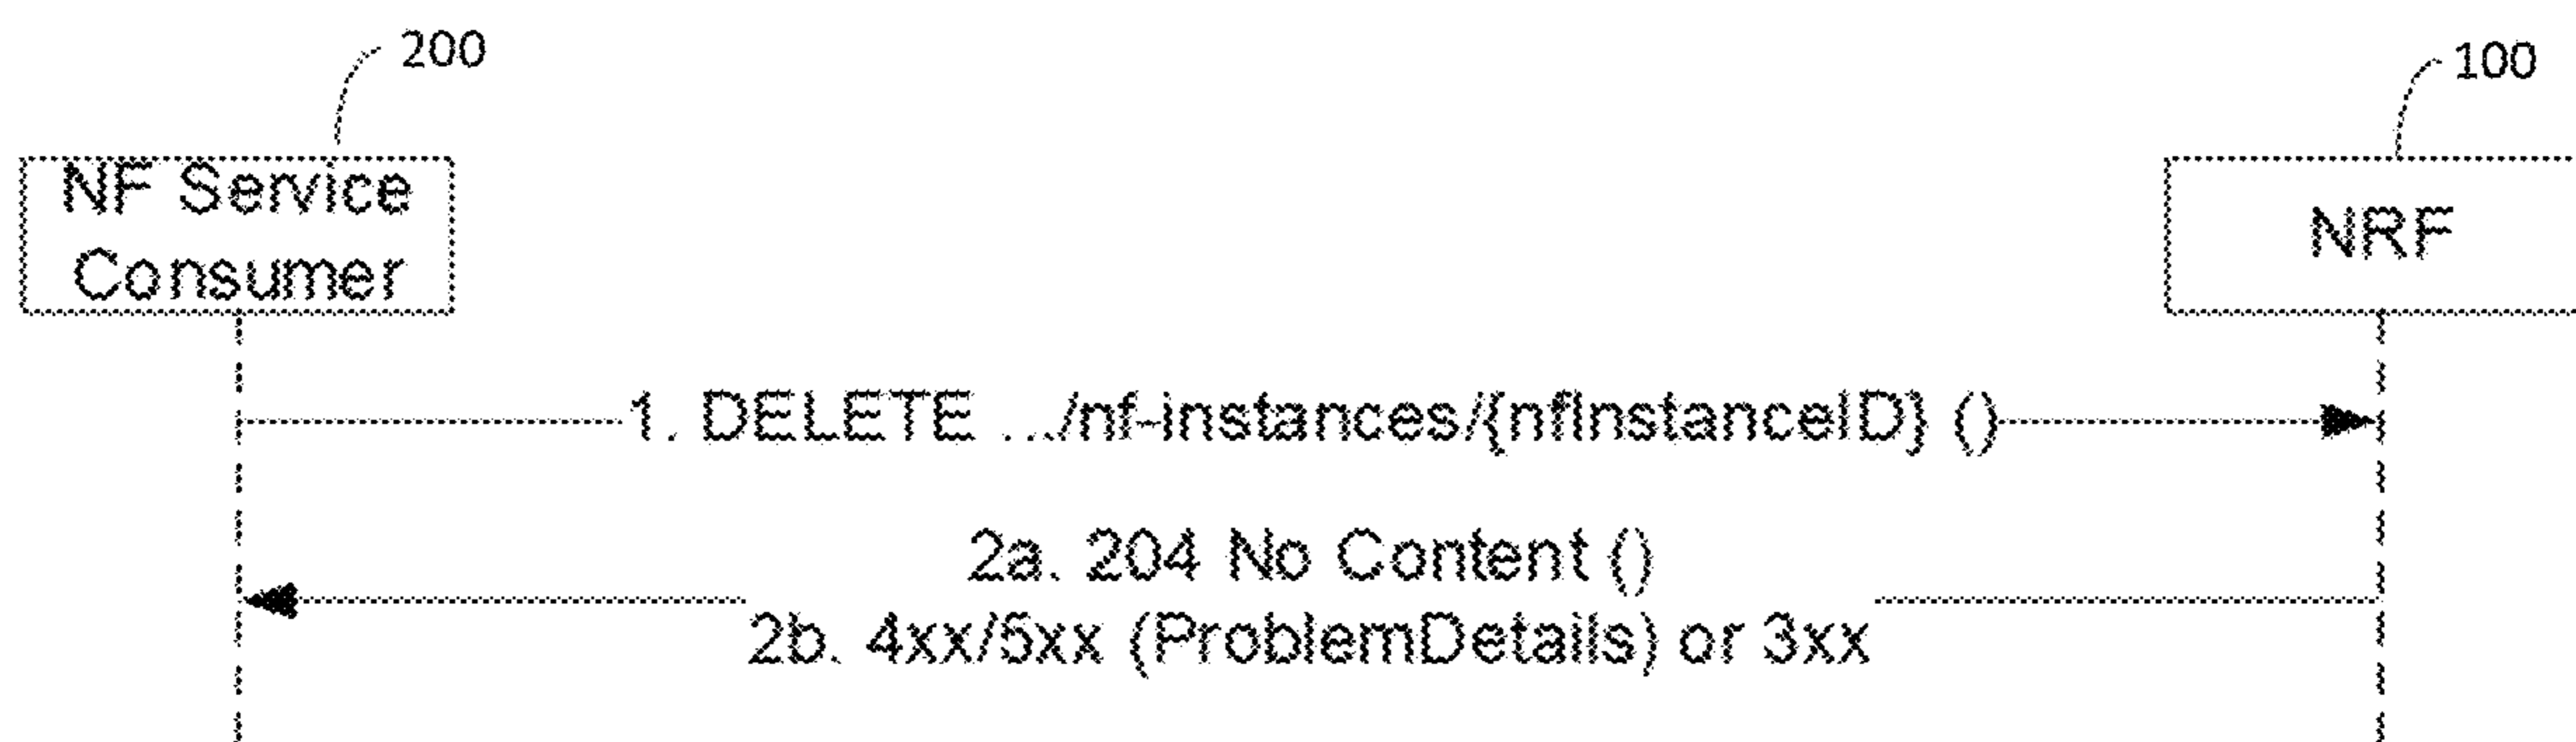 200
100
NF Service
Consumer
NRF
1. DELETE .../nf-instances/{nfInstanceID} ()
2a. 204 No Content ()
2b. 4xx/5xx (ProblemDetails) or 3xx